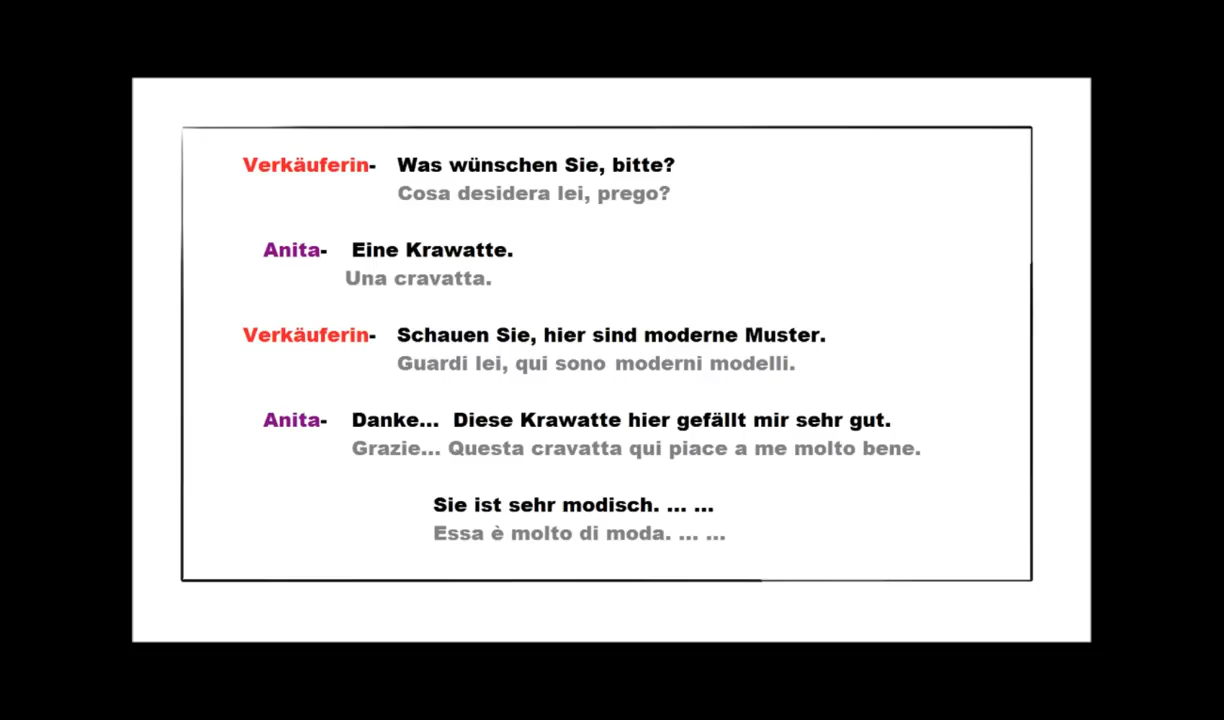 Verkäuferin- Was wünschen Sie, bitte?
Cosa desidera lei, prego?
Anita- Eine Krawatte.
Una cravatta.
Verkäuferin- Schauen Sie, hier sind moderne Muster.
Guardi lei, qui sono moderni modelli.
Anita- Danke... Diese Krawatte hier gefällt mir sehr gut.
Grazie... Questa cravatta qui piace a me molto bene.
Sie ist sehr modisch. ... ...
Essa è molto di moda. ... ...